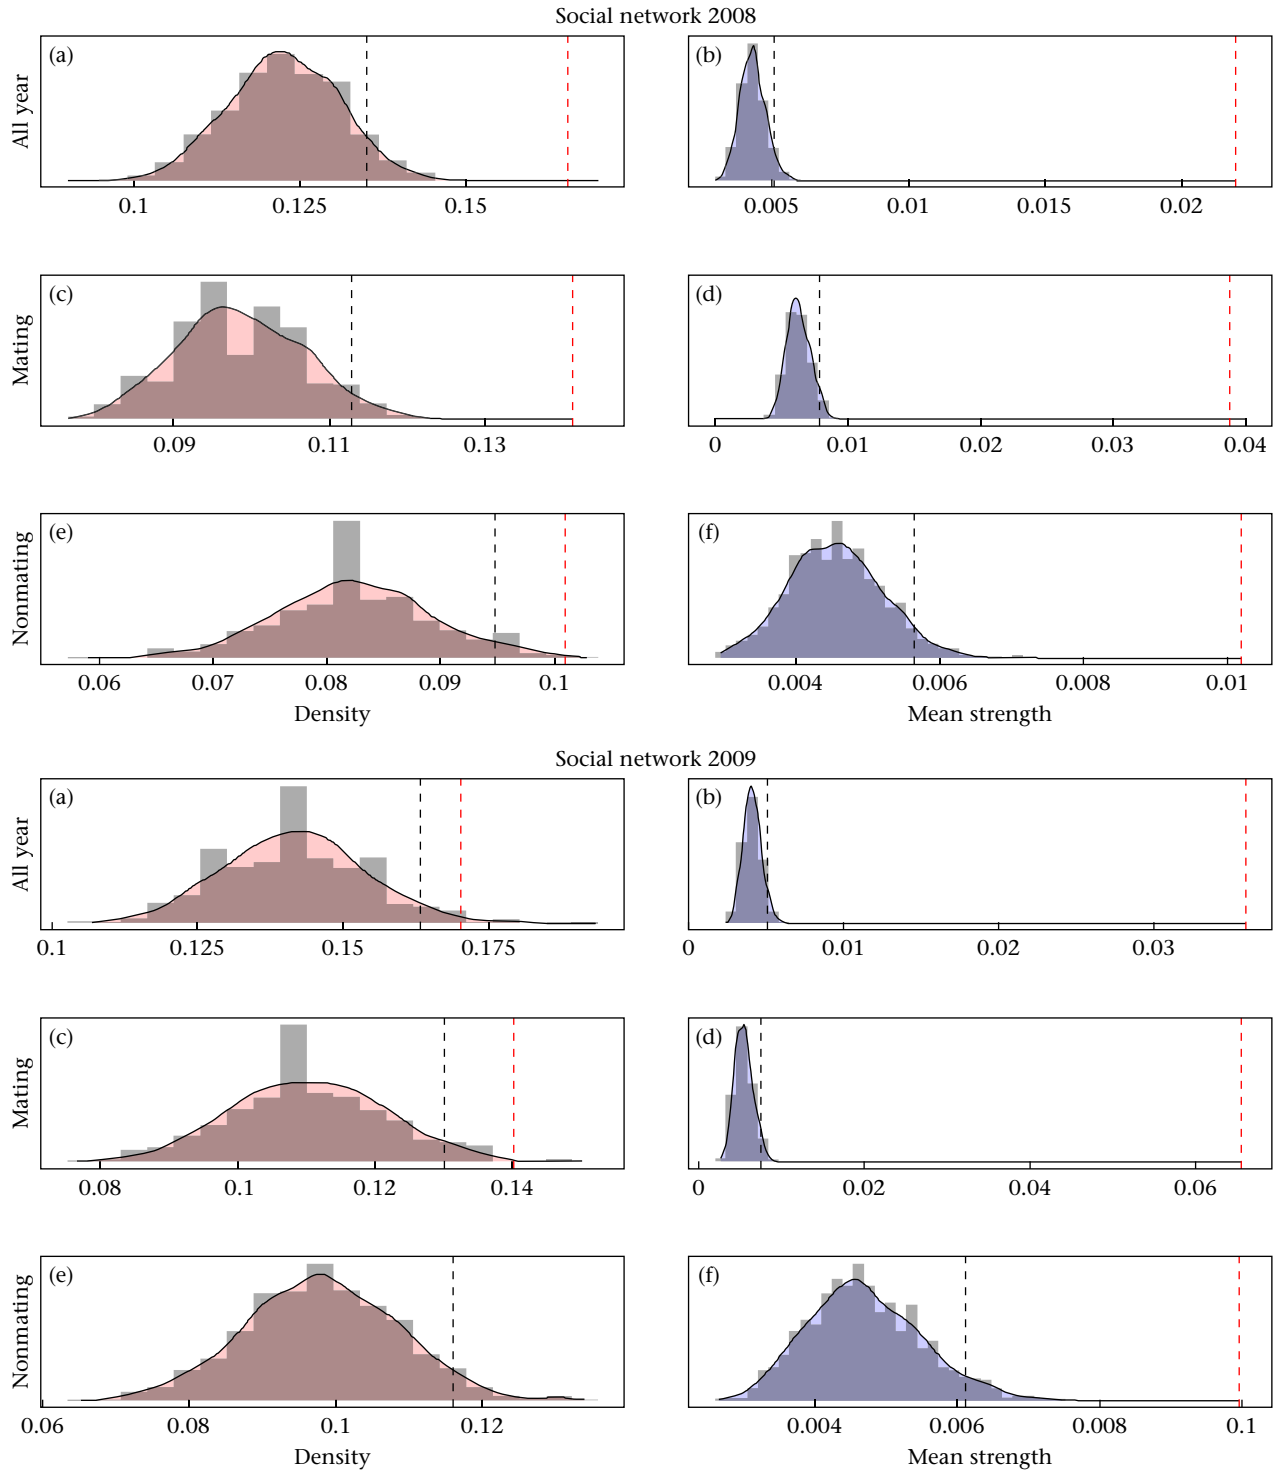 Social network 2008
(a)
All year
0.1 0.125 0.15
(b)
0.005 0.01 0.015 0.02
(c)
Mating
0.09 0.11 0.13
(d)
0 0.01 0.02 0.03 0.04
(e)
Nonmating
0.06 0.07 0.08 0.09 0.1
Density
(f)
0.004 0.006 0.008 0.01
Mean strength
Social network 2009
(a)
All year
0.1 0.125 0.15 0.175
(b)
0 0.01 0.02 0.03
(c)
Mating
0.08 0.1 0.12 0.14
(d)
0 0.02 0.04 0.06
(e)
Nonmating
0.06 0.08 0.1 0.12
Density
(f)
0.004 0.006 0.008 0.1
Mean strength